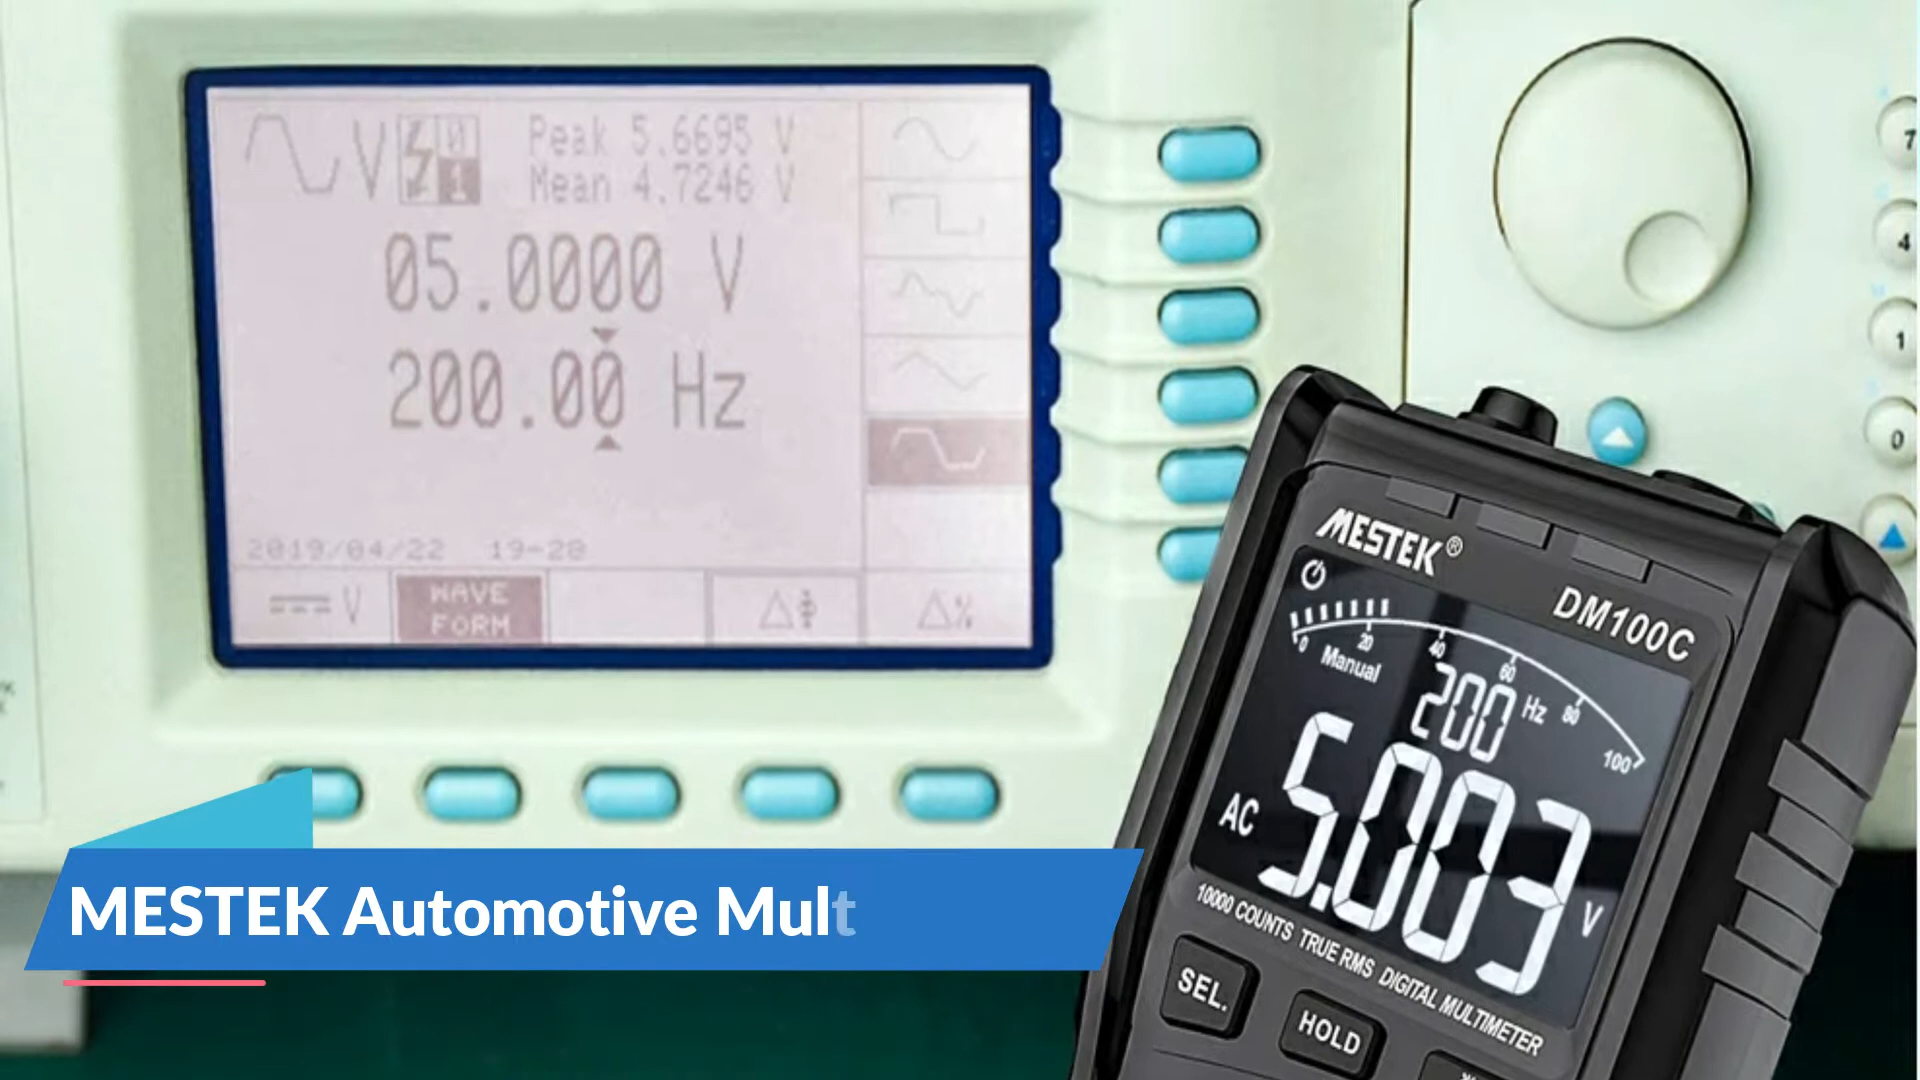 Peak 5.6695 V
Mean 4.7246 V
V
0
1
05.0000 V
200.00 Hz
2019/04/22 19-28
V
WAVE
FORM
Δ
Δ%
7
4
1
0
MESTEK®
DM100C
0 20 40 60 80 100
Manual
200 Hz
AC
5.003 V
10000 COUNTS TRUE RMS DIGITAL MULTIMETER
SEL.
HOLD
MESTEK Automotive Mult